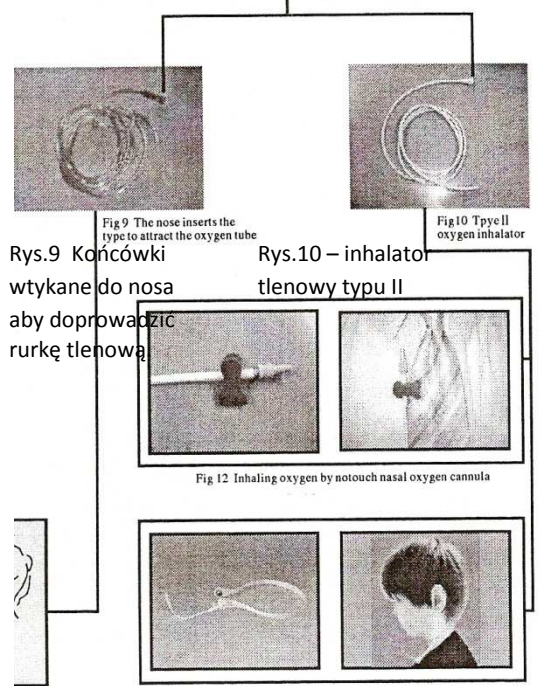 Fig 9 The nose inserts the
type to attract the oxygen tube
Fig10 Tpye II
oxygen inhalator
Rys.9 Końcówki
wtykane do nosa
aby doprowadzić
rurkę tlenową
Rys.10 – inhalator
tlenowy typu II
Fig 12 Inhaling oxygen by notouch nasal oxygen cannula